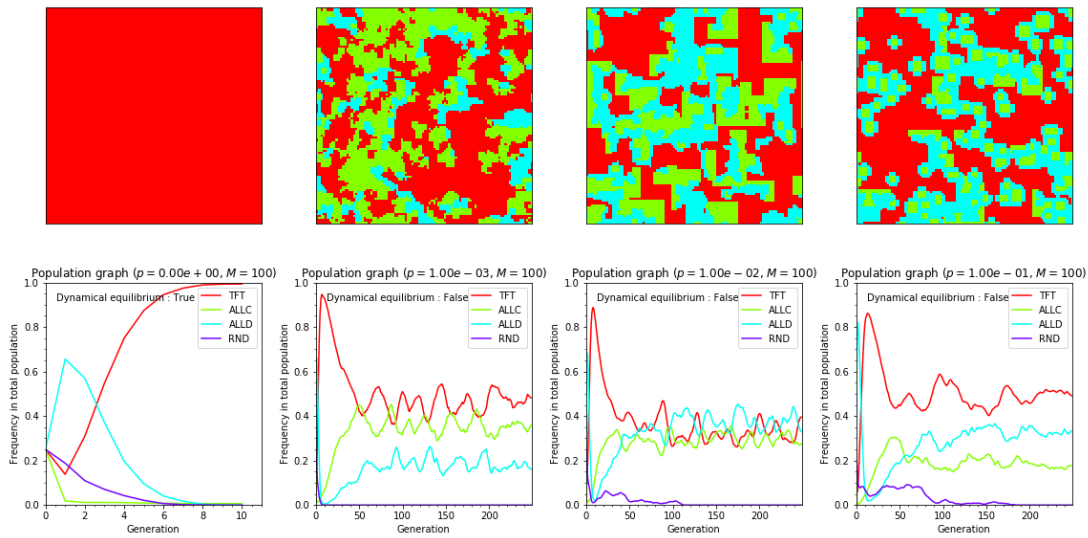 Population graph (p = 0.00e + 00, M = 100)
Dynamical equilibrium : True
TFT
ALLC
ALLD
RND
Frequency in total population
1.0
0.8
0.6
0.4
0.2
0.0
0 2 4 6 8 10
Generation
Population graph (p = 1.00e − 03, M = 100)
Dynamical equilibrium : False
TFT
ALLC
ALLD
RND
Frequency in total population
1.0
0.8
0.6
0.4
0.2
0.0
0 50 100 150 200
Generation
Population graph (p = 1.00e − 02, M = 100)
Dynamical equilibrium : False
TFT
ALLC
ALLD
RND
Frequency in total population
1.0
0.8
0.6
0.4
0.2
0.0
0 50 100 150 200
Generation
Population graph (p = 1.00e − 01, M = 100)
Dynamical equilibrium : False
TFT
ALLC
ALLD
RND
Frequency in total population
1.0
0.8
0.6
0.4
0.2
0.0
0 50 100 150 200
Generation